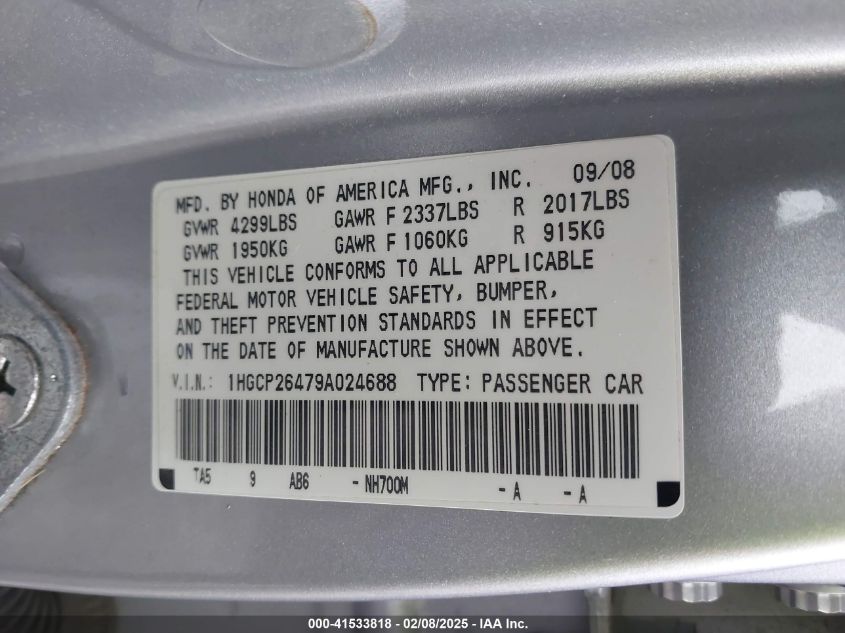 MFD. BY HONDA OF AMERICA MFG., INC. 09/08
GVWR 4299LBS GAWR F 2337LBS R 2017LBS
GVWR 1950KG GAWR F 1060KG R 915KG
THIS VEHICLE CONFORMS TO ALL APPLICABLE
FEDERAL MOTOR VEHICLE SAFETY, BUMPER,
AND THEFT PREVENTION STANDARDS IN EFFECT
ON THE DATE OF MANUFACTURE SHOWN ABOVE.
V.I.N.: 1HGCP26479A024688 TYPE: PASSENGER CAR
TA5 9 AB6 - NH700M - A - A
000-41533818 - 02/08/2025 - IAA Inc.